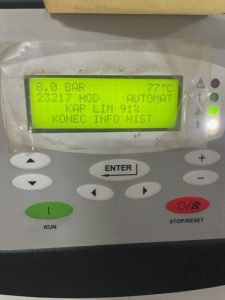 8.0 BAR 77°C
23217 HOD AUTOMAT
KAP LIM 91%
KONEC INFO HIST
ENTER
RUN
STOP/RESET